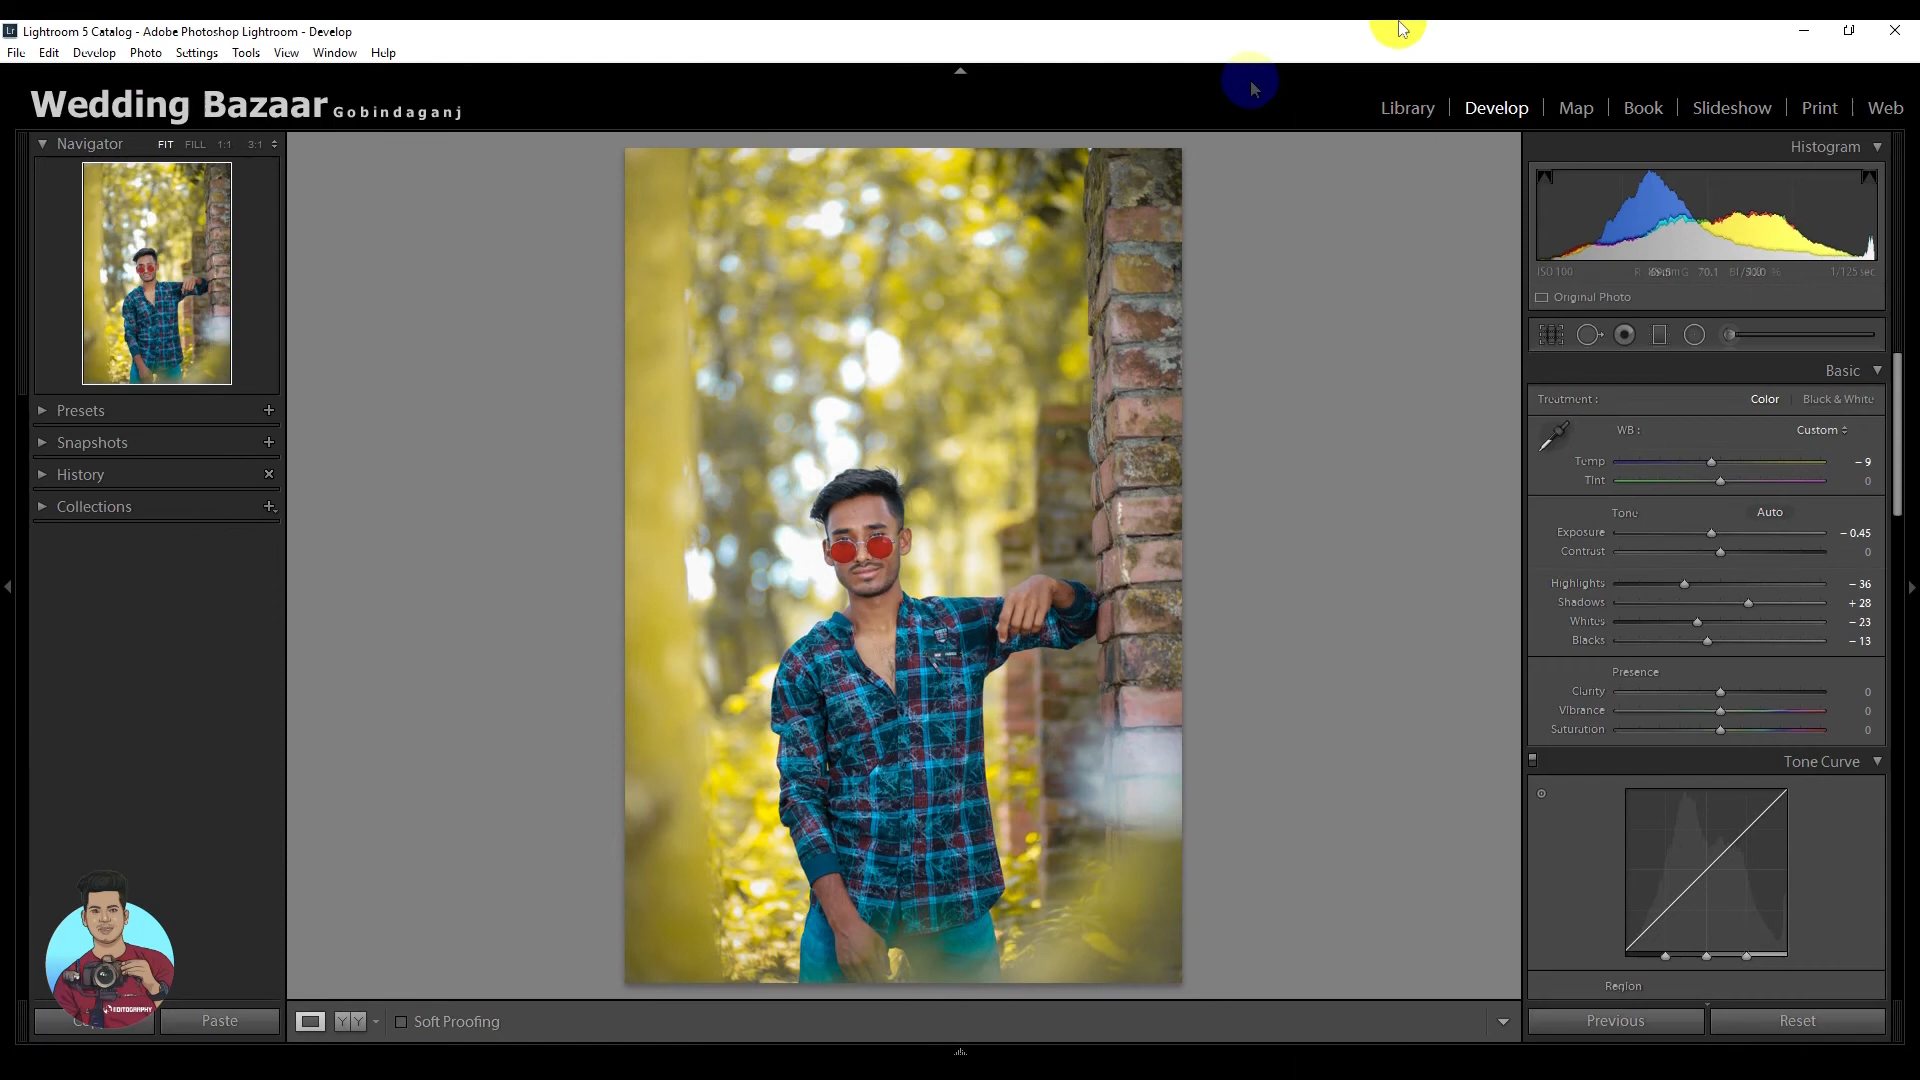 Lightroom 5 Catalog - Adobe Photoshop Lightroom - Develop
File Edit Develop Photo Settings Tools View Window Help
Wedding Bazaar Gobindaganj
Library Develop Map Book Slideshow Print Web
Navigator FIT FILL 1:1 3:1
Presets
Snapshots
History
Collections
Histogram
ISO 100 1/125 sec
Original Photo
Basic
Treatment : Color Black & White
WB : Custom
Temp − 9
Tint 0
Tone Auto
Exposure − 0.45
Contrast 0
Highlights − 36
Shadows + 28
Whites − 23
Blacks − 13
Presence
Clarity 0
Vibrance 0
Saturation 0
Tone Curve
Region
EDITOGRAPHY
Paste
YY Soft Proofing
Previous Reset